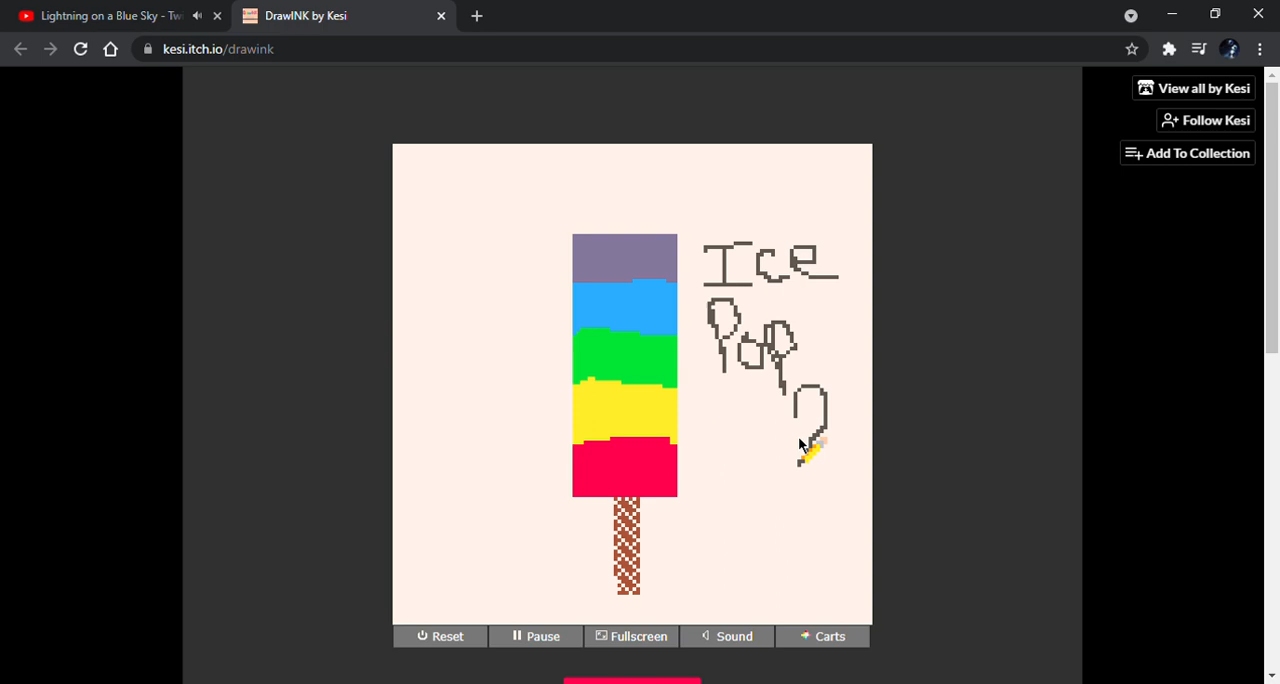 Lightning on a Blue Sky - Tw
DrawINK by Kesi
kesi.itch.io/drawink
View all by Kesi
Follow Kesi
Add To Collection
Ice
Pop
Reset
Pause
Fullscreen
Sound
Carts